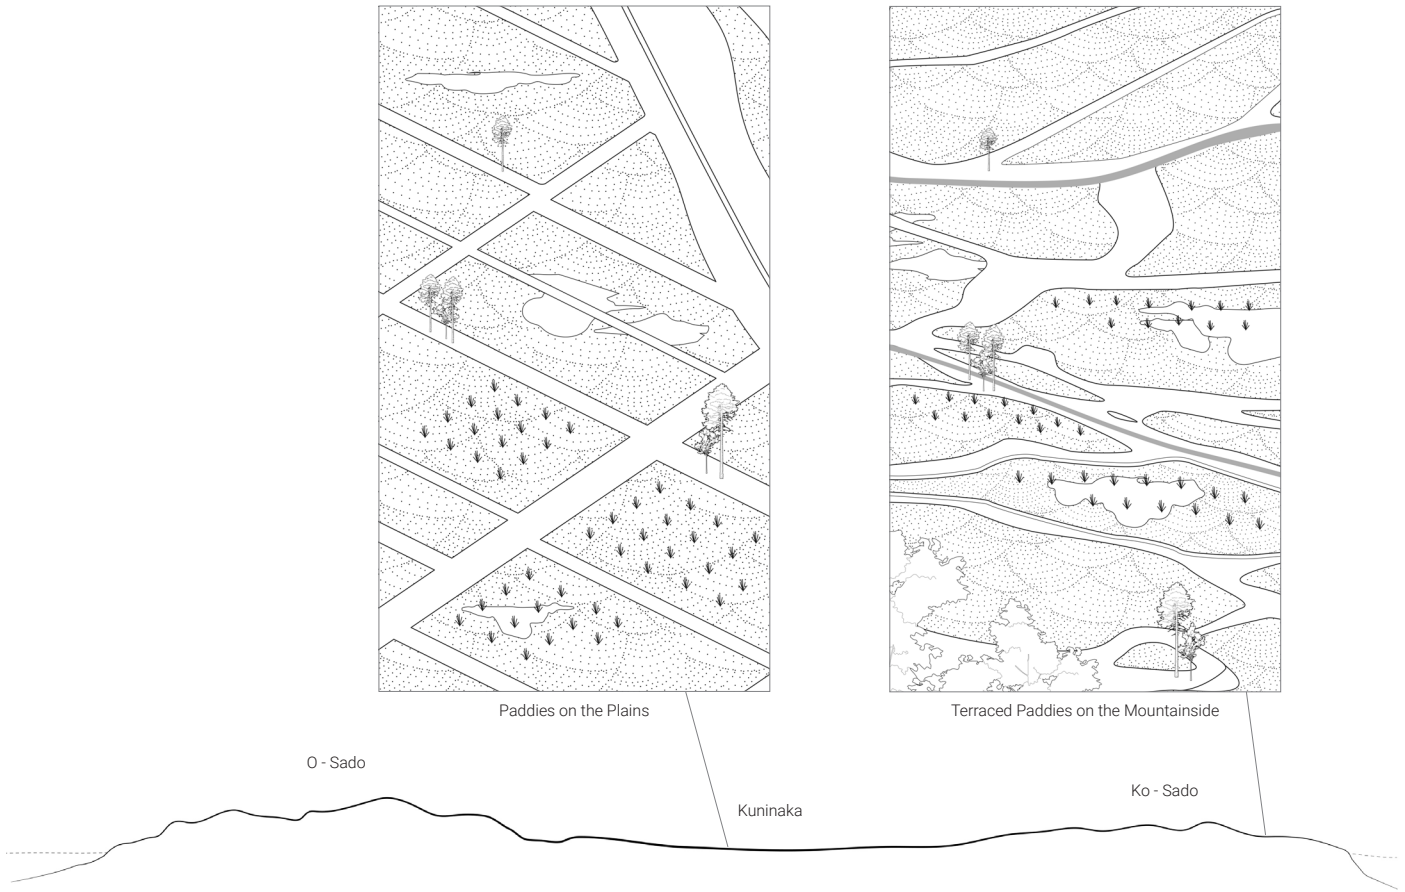 Paddies on the Plains
Terraced Paddies on the Mountainside
O - Sado
Ko - Sado
Kuninaka